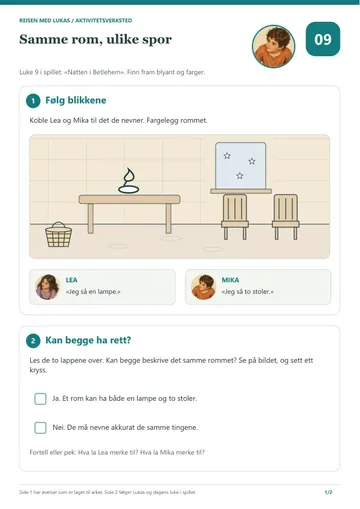 REISEN MED LUKAS / AKTIVITETSVERKSTED
Samme rom, ulike spor
09
Luke 9 i spillet: «Natten i Betlehem». Finn fram blyant og farger.
1 Følg blikkene
Koble Lea og Mika til det de nevner. Fargelegg rommet.
LEA
«Jeg så en lampe.»
MIKA
«Jeg så to stoler.»
2 Kan begge ha rett?
Les de to lappene over. Kan begge beskrive det samme rommet? Se på bildet, og sett ett
kryss.
Ja. Et rom kan ha både en lampe og to stoler.
Nei. De må nevne akkurat de samme tingene.
Fortell eller pek: Hva la Lea merke til? Hva la Mika merke til?
Side 1 har øvelser som er laget til arket. Side 2 følger Lukas og dagens luke i spillet.
1/2